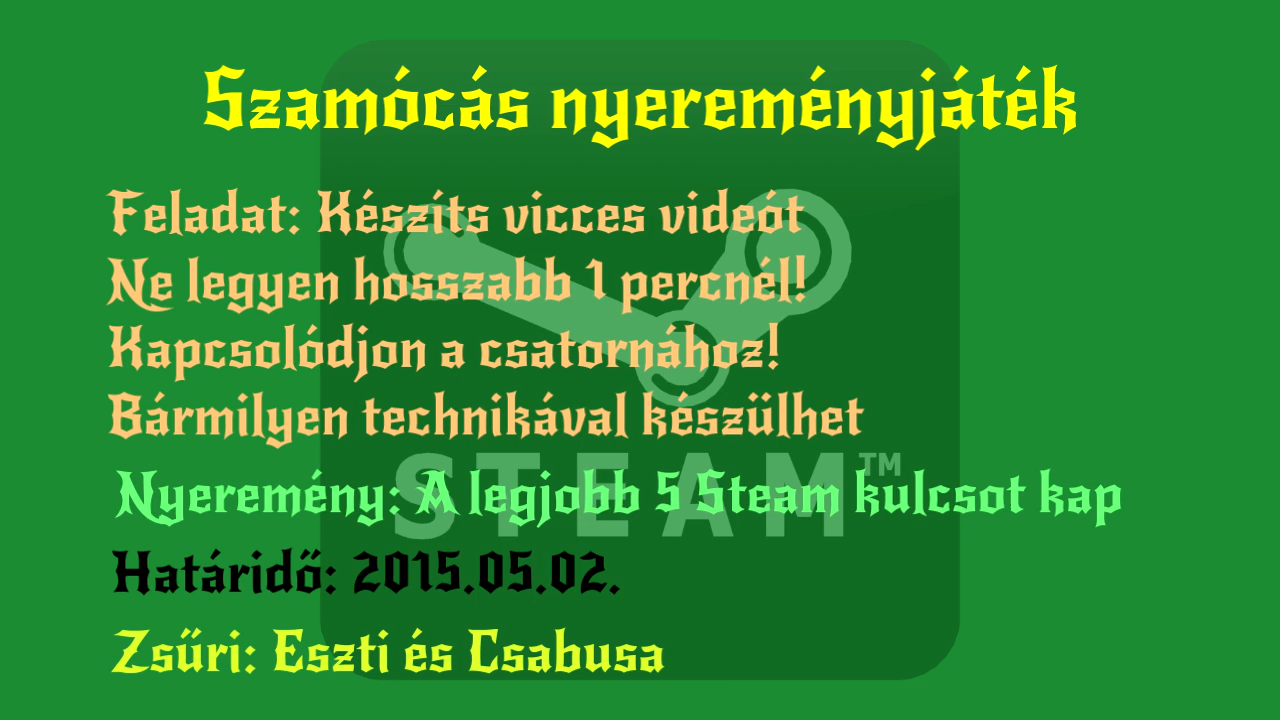 Szamócás nyereményjáték
Feladat: Készíts vicces videót
Ne legyen hosszabb 1 percnél!
Kapcsolódjon a csatornához!
Bármilyen technikával készülhet
STEAM™
Nyeremény: A legjobb 5 Steam kulcsot kap
Határidő: 2015.05.02.
Zsűri: Eszti és Csabusa